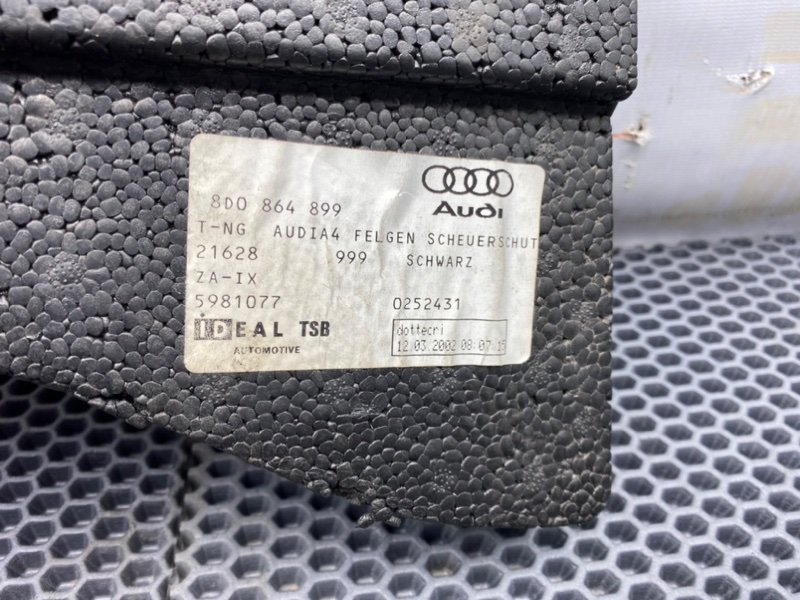 8D0 864 899
Audi
T-NG AUDIA4 FELGEN SCHEUERSCHUT
21628 999 SCHWARZ
ZA-IX
5981077 0252431
IDEAL TSB
AUTOMOTIVE
dottecri
12.03.2002 08:07:15